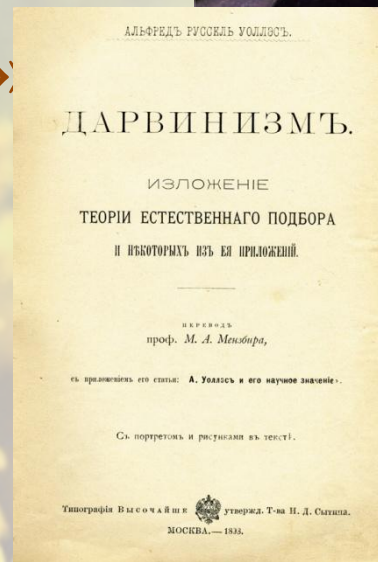 АЛЬФРЕДЪ РУССЕЛЬ УОЛЛЭСЪ.
ДАРВИНИЗМЪ.
ИЗЛОЖЕНІЕ
ТЕОРІИ ЕСТЕСТВЕННАГО ПОДБОРА
И НѢКОТОРЫХЪ ИЗЪ ЕЯ ПРИЛОЖЕНІЙ.
ПЕРЕВОДЪ
проф. М. А. Мензбира,
съ приложеніемъ его статьи: А. Уоллэсъ и его научное значеніе».
Съ портретомъ и рисунками въ текстѣ.
Типографія Высочайше утвержд. Т-ва И. Д. Сытина.
МОСКВА.—1898.